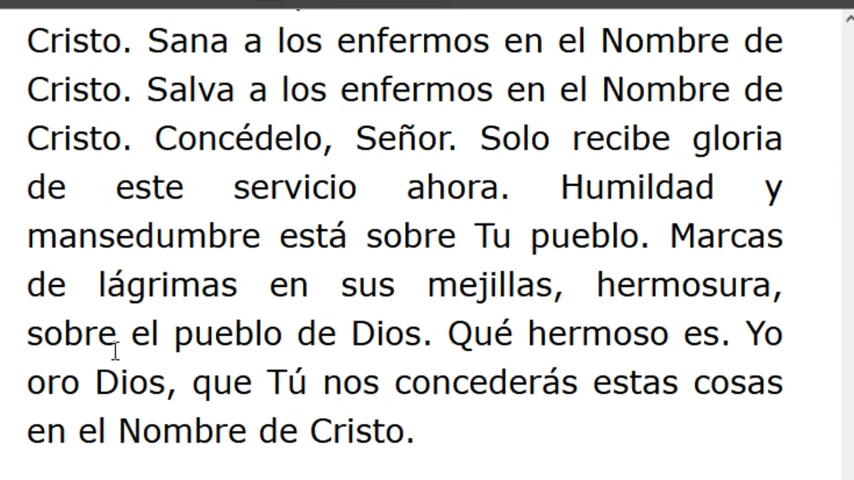 Cristo. Sana a los enfermos en el Nombre de
Cristo. Salva a los enfermos en el Nombre de
Cristo. Concédelo, Señor. Solo recibe gloria
de este servicio ahora. Humildad y
mansedumbre está sobre Tu pueblo. Marcas
de lágrimas en sus mejillas, hermosura,
sobre el pueblo de Dios. Qué hermoso es. Yo
oro Dios, que Tú nos concederás estas cosas
en el Nombre de Cristo.